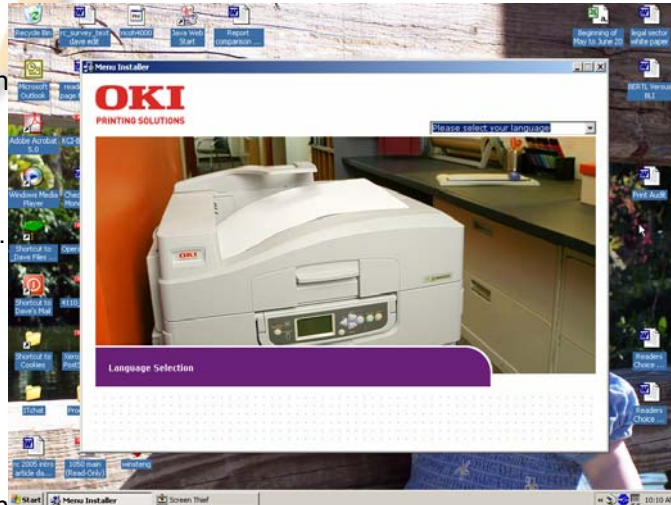 Recycle Bin
rc_survey_text
dave edit
ricoh4000
Java Web
Start
Report
comparison ...
Beginning of
May to June 20
legal sector
white paper
Microsoft
Outlook
Menu Installer
OKI
PRINTING SOLUTIONS
Please select your language
BERTL Versus
BLI
Adobe Acrobat
5.0
Windows Media
Player
Print Audit
Shortcut to
Dave Files ...
Shortcut to
Dave's Mail
OKI
Shortcut to
Cookies
Language Selection
Readers
Choice ...
ITchat
Readers
Choice ...
rc 2005 intro
article da...
1050 main
(Read-Only)
winsteng
Start
Menu Installer
Screen Thief
10:10 AM